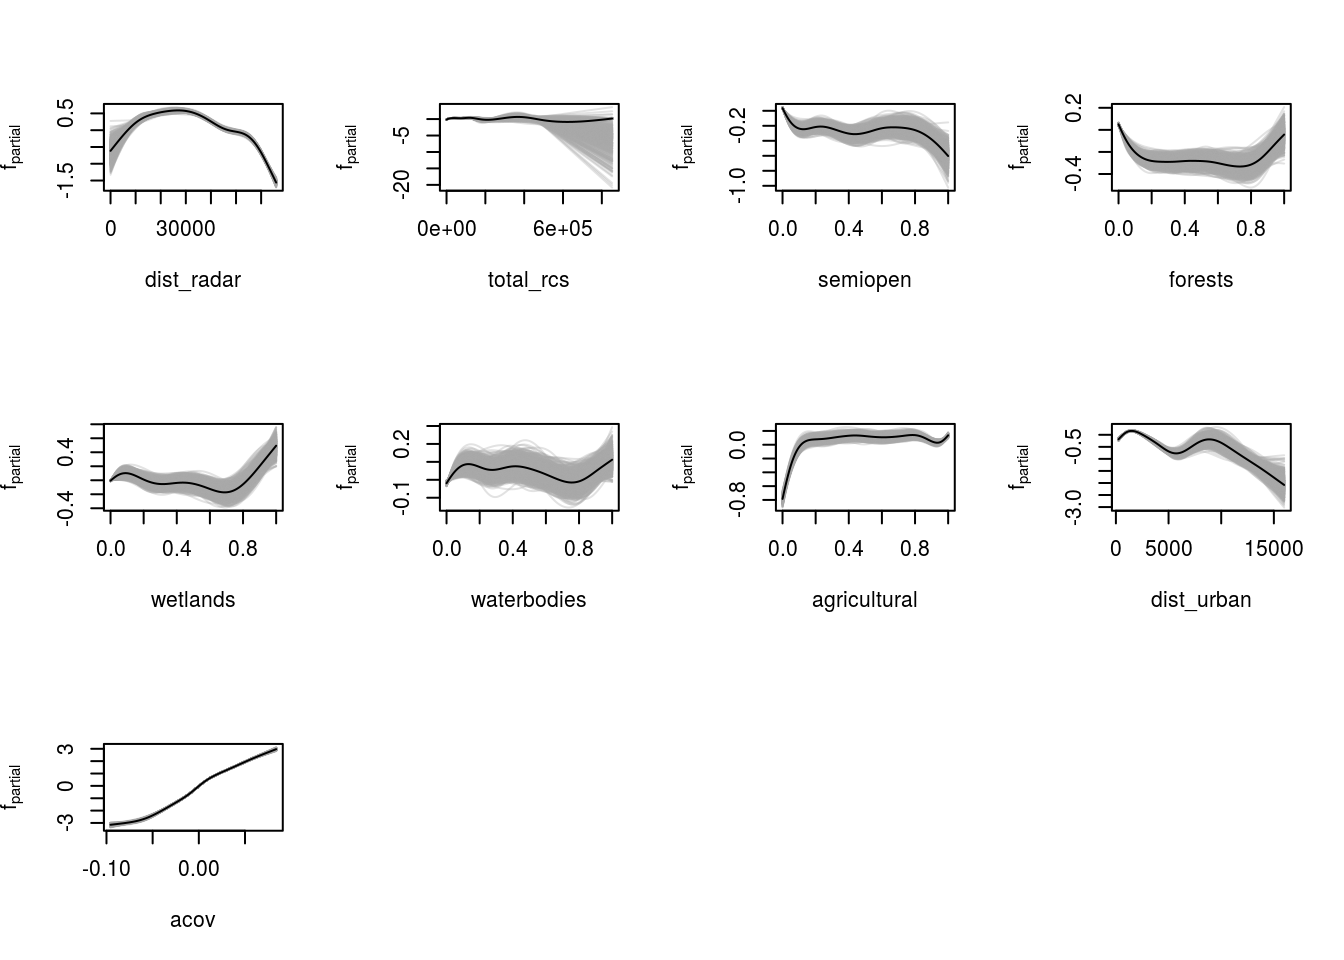 f_partial
0.5
-1.5
0 30000
dist_radar
f_partial
-5
-20
0e+00 6e+05
total_rcs
f_partial
-0.2
-1.0
0.0 0.4 0.8
semiopen
f_partial
0.2
-0.4
0.0 0.4 0.8
forests
f_partial
0.4
-0.4
0.0 0.4 0.8
wetlands
f_partial
0.2
-0.1
0.0 0.4 0.8
waterbodies
f_partial
0.0
-0.8
0.0 0.4 0.8
agricultural
f_partial
-0.5
-3.0
0 5000 15000
dist_urban
f_partial
3
0
-3
-0.10 0.00
acov